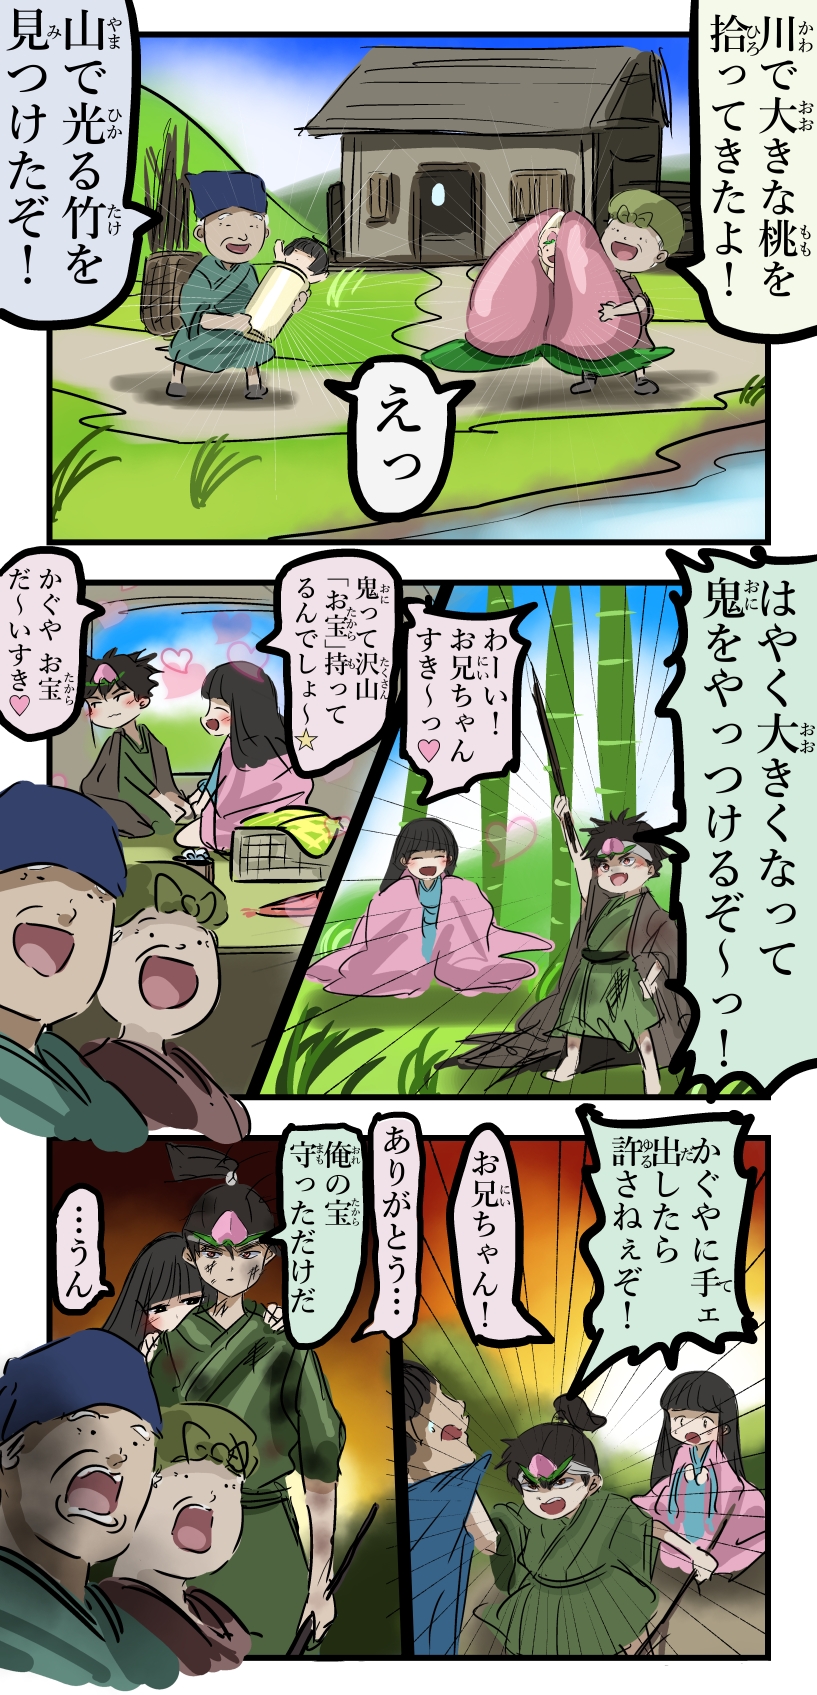 川で大きな桃を
拾ってきたよ！
山で光る竹を
見つけたぞ！
えっ
はやく大きくなって
鬼をやっつけるぞ〜っ！
わーい！
お兄ちゃん
すき〜っ♥
鬼って沢山
「お宝」持って
るんでしょ〜☆
かぐや お宝
だ〜いすき♥
かぐやに手ェ
出したら
許さねぇぞ！
お兄ちゃん！
ありがとう…
俺の宝
守っただけだ
…うん